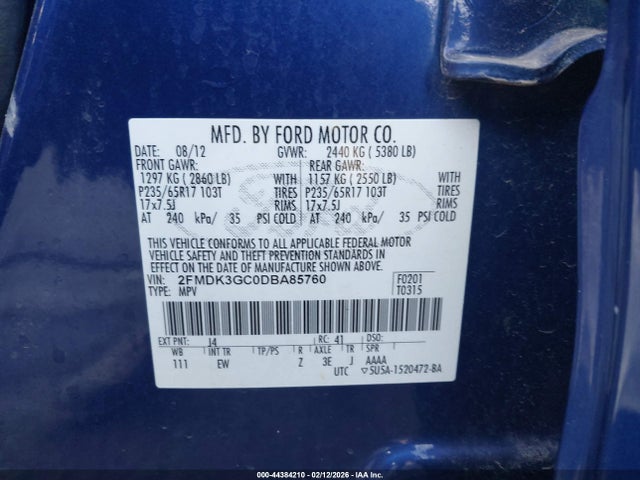 MFD. BY FORD MOTOR CO.
DATE: 08/12 GVWR: 2440 KG ( 5380 LB)
FRONT GAWR: REAR GAWR:
1297 KG ( 2860 LB) 1157 KG ( 2550 LB)
P235/65R17 103T TIRES P235/65R17 103T TIRES
17x7.5J RIMS 17x7.5J RIMS
AT 240 kPa/ 35 PSI COLD AT 240 kPa/ 35 PSI COLD
THIS VEHICLE CONFORMS TO ALL APPLICABLE FEDERAL MOTOR
VEHICLE SAFETY AND THEFT PREVENTION STANDARDS IN
EFFECT ON THE DATE OF MANUFACTURE SHOWN ABOVE.
VIN: 2FMDK3GC0DBA85760 F0201
TYPE: MPV T0315
EXT PNT: J4 RC: 41 DSO:
WB INT TR TP/PS R AXLE TR SPR
111 EW Z 3E J AAAA
UTC ▽5U5A-1520472-BA
000-44384210 - 02/12/2026 - IAA Inc.